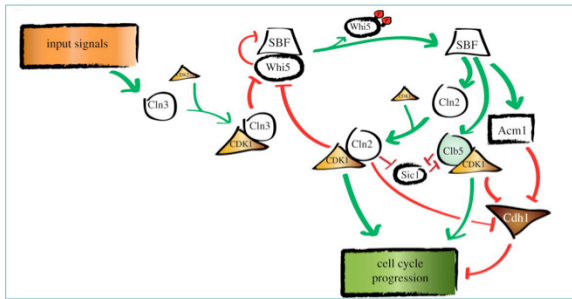 input signals
Cln3
Cln3
CDK1
SBF
Whi5
Whi5
SBF
Cln2
Acm1
Cln2
CDK1
Sic1
Clb5
CDK1
Cdh1
cell cycle
progression